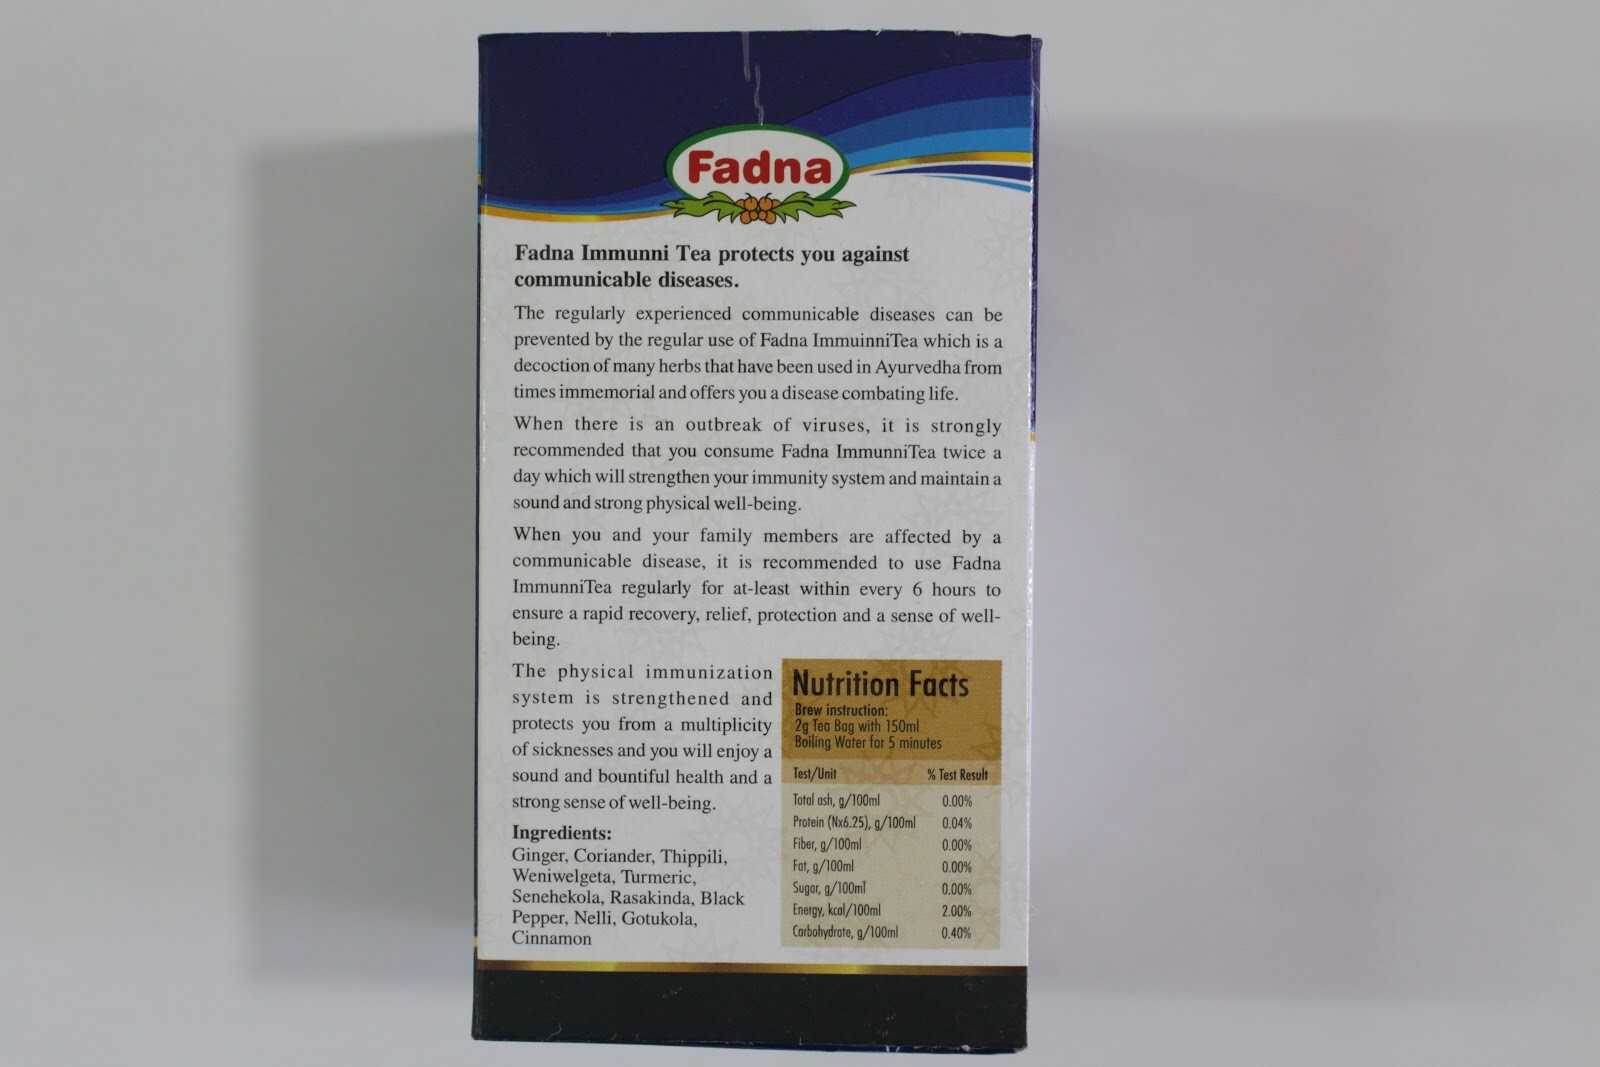 Fadna
Fadna Immunni Tea protects you against
communicable diseases.
The regularly experienced communicable diseases can be
prevented by the regular use of Fadna ImmuinniTea which is a
decoction of many herbs that have been used in Ayurvedha from
times immemorial and offers you a disease combating life.
When there is an outbreak of viruses, it is strongly
recommended that you consume Fadna ImmunniTea twice a
day which will strengthen your immunity system and maintain a
sound and strong physical well-being.
When you and your family members are affected by a
communicable disease, it is recommended to use Fadna
ImmunniTea regularly for at-least within every 6 hours to
ensure a rapid recovery, relief, protection and a sense of well-
being.
The physical immunization
system is strengthened and
protects you from a multiplicity
of sicknesses and you will enjoy a
sound and bountiful health and a
strong sense of well-being.
Ingredients:
Ginger, Coriander, Thippili,
Weniwelgeta, Turmeric,
Senehekola, Rasakinda, Black
Pepper, Nelli, Gotukola,
Cinnamon
Nutrition Facts
Brew instruction:
2g Tea Bag with 150ml
Boiling Water for 5 minutes
Test/Unit % Test Result
Total ash, g/100ml 0.00%
Protein (Nx6.25), g/100ml 0.04%
Fiber, g/100ml 0.00%
Fat, g/100ml 0.00%
Sugar, g/100ml 0.00%
Energy, kcal/100ml 2.00%
Carbohydrate, g/100ml 0.40%